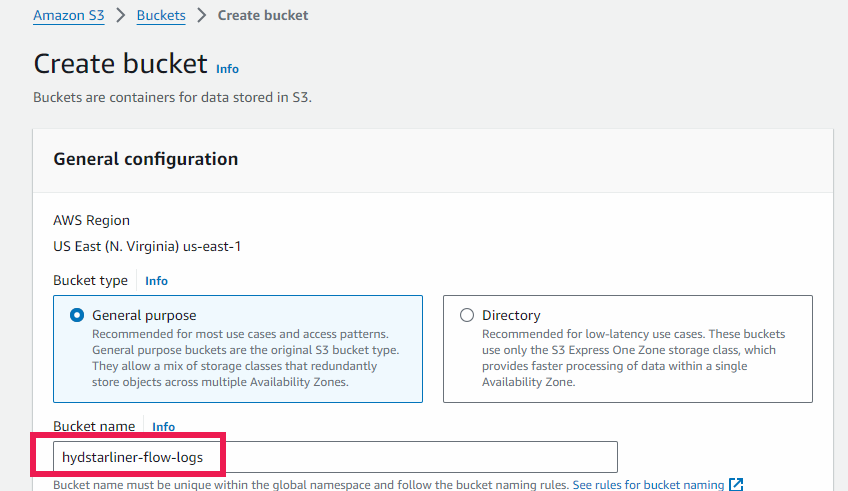 Amazon S3 > Buckets > Create bucket
Create bucket Info
Buckets are containers for data stored in S3.
General configuration
AWS Region
US East (N. Virginia) us-east-1
Bucket type Info
General purpose
Recommended for most use cases and access patterns.
General purpose buckets are the original S3 bucket type.
They allow a mix of storage classes that redundantly
store objects across multiple Availability Zones.
Directory
Recommended for low-latency use cases. These buckets
use only the S3 Express One Zone storage class, which
provides faster processing of data within a single
Availability Zone.
Bucket name Info
hydstarliner-flow-logs
Bucket name must be unique within the global namespace and follow the bucket naming rules. See rules for bucket naming